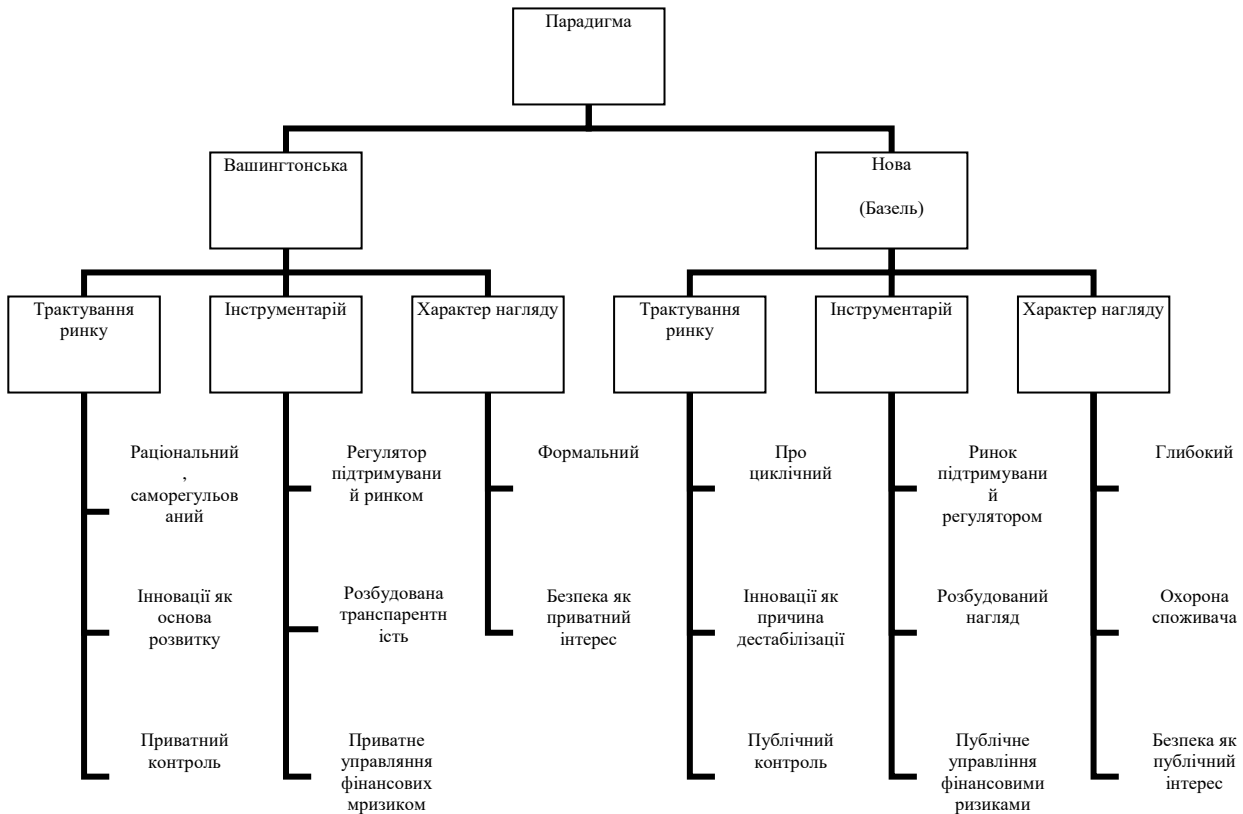 Парадигма
Вашингтонська
Нова
(Базель)
Трактування
ринку
Інструментарій
Характер нагляду
Трактування
ринку
Інструментарій
Характер нагляду
Раціональний
,
саморегульов
аний
Регулятор
підтримувани
й ринком
Формальний
Про
циклічний
Ринок
підтримувани
й
регулятором
Глибокий
Інновації як
основа
розвитку
Розбудована
транспарентн
ість
Безпека як
приватний
інтерес
Інновації як
причина
дестабілізації
Розбудований
нагляд
Охорона
споживача
Приватний
контроль
Приватне
управляння
фінансових
мризиком
Публічний
контроль
Публічне
управління
фінансовими
ризиками
Безпека як
публічний
інтерес